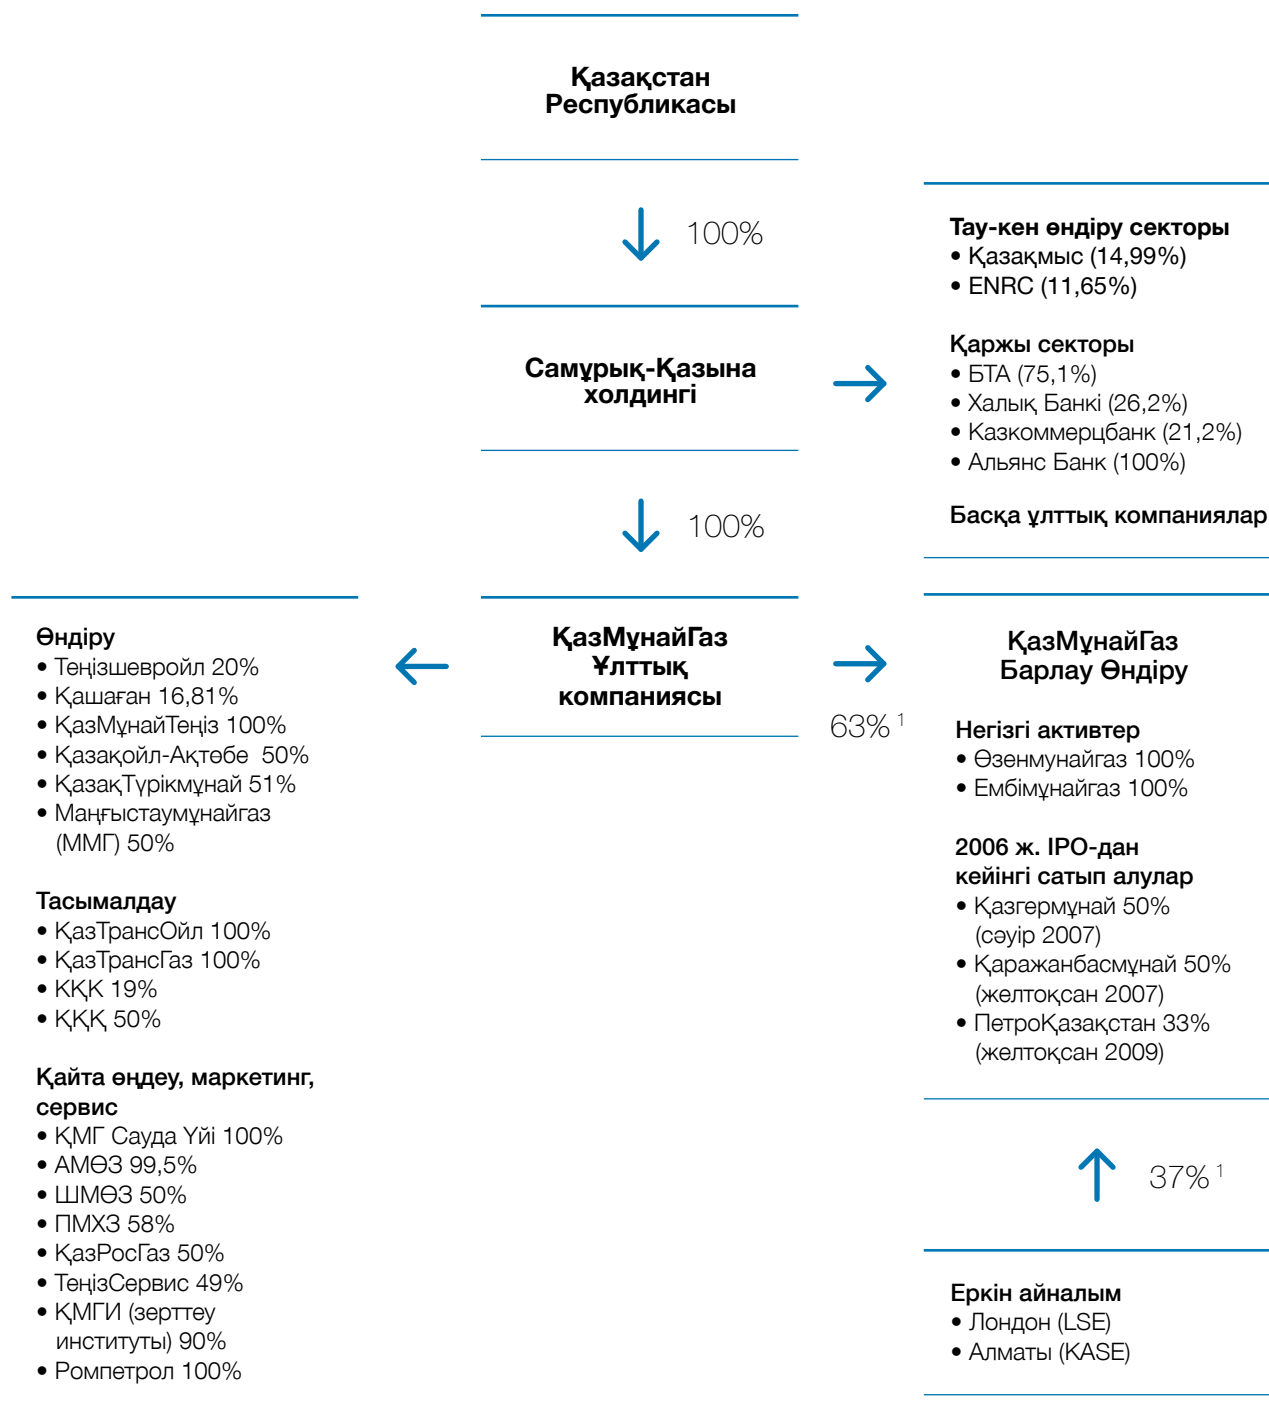 Қазақстан
Республикасы
100%
Самұрық-Қазына
холдингі
Тау-кен өндіру секторы
• Қазақмыс (14,99%)
• ENRC (11,65%)
Қаржы секторы
• БТА (75,1%)
• Халық Банкі (26,2%)
• Казкоммерцбанк (21,2%)
• Альянс Банк (100%)
Басқа ұлттық компаниялар
100%
ҚазМұнайГаз
Ұлттық
компаниясы
Өндіру
• Теңізшевройл 20%
• Қашаған 16,81%
• ҚазМұнайТеңіз 100%
• Қазақойл-Ақтөбе 50%
• ҚазақТүрікмұнай 51%
• Маңғыстаумұнайгаз
(ММГ) 50%
Тасымалдау
• ҚазТрансОйл 100%
• ҚазТрансГаз 100%
• КҚК 19%
• ҚҚҚ 50%
Қайта өңдеу, маркетинг,
сервис
• ҚМГ Сауда Үйі 100%
• АМӨЗ 99,5%
• ШМӨЗ 50%
• ПМХЗ 58%
• ҚазРосГаз 50%
• ТеңізСервис 49%
• ҚМГИ (зерттеу
институты) 90%
• Ромпетрол 100%
63% 1
ҚазМұнайГаз
Барлау Өндіру
Негізгі активтер
• Өзенмунайгаз 100%
• Ембімұнайгаз 100%
2006 ж. IPO-дан
кейінгі сатып алулар
• Қазгермұнай 50%
(сәуір 2007)
• Қаражанбасмұнай 50%
(желтоқсан 2007)
• ПетроҚазақстан 33%
(желтоқсан 2009)
37% 1
Еркін айналым
• Лондон (LSE)
• Алматы (KASE)